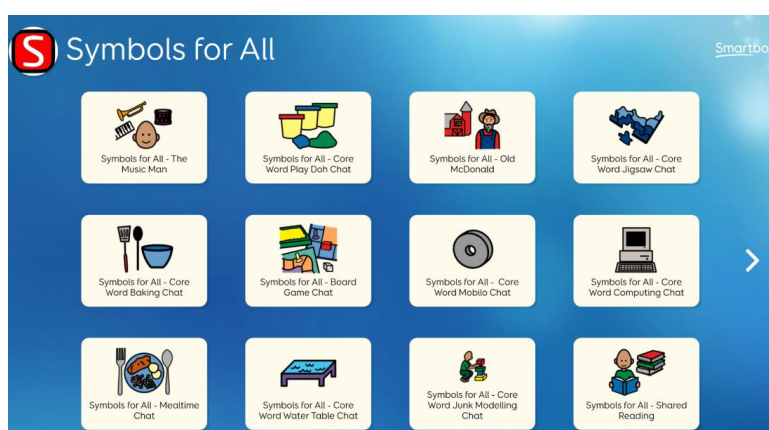 S Symbols for All
Smartbo
Symbols for All - The
Music Man
Symbols for All - Core
Word Play Doh Chat
Symbols for All - Old
McDonald
Symbols for All - Core
Word Jigsaw Chat
Symbols for All - Core
Word Baking Chat
Symbols for All - Board
Game Chat
Symbols for All - Core
Word Mobilo Chat
Symbols for All - Core
Word Computing Chat
Symbols for All - Mealtime
Chat
Symbols for All - Core
Word Water Table Chat
Symbols for All - Core
Word Junk Modelling
Chat
Symbols for All - Shared
Reading